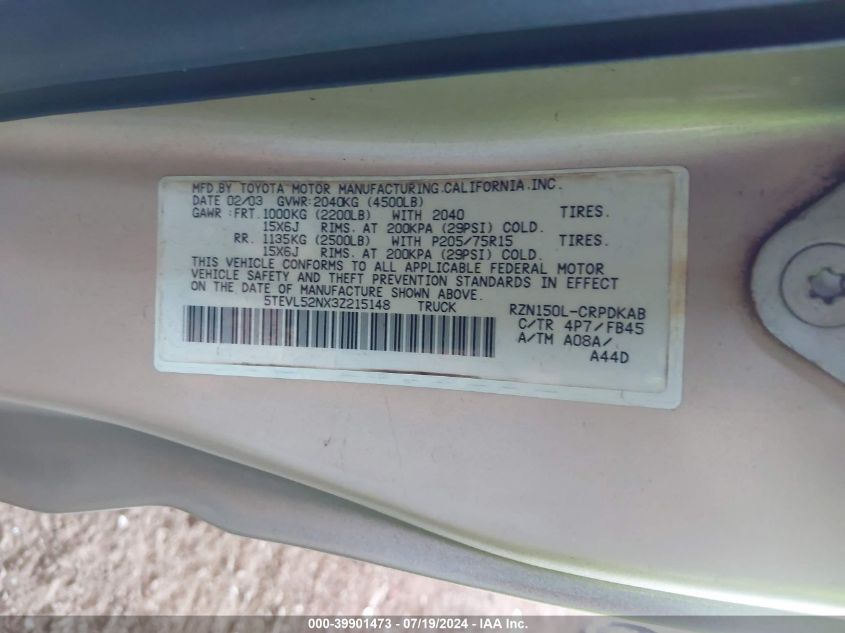 MFD.BY TOYOTA MOTOR MANUFACTURING.CALIFORNIA.INC.
DATE 02/03 GVWR:2040KG (4500LB)
GAWR :FRT.1000KG (2200LB) WITH 2040 TIRES.
15X6J RIMS. AT 200KPA (29PSI) COLD.
RR. 1135KG (2500LB) WITH P205/75R15 TIRES.
15X6J RIMS. AT 200KPA (29PSI) COLD.
THIS VEHICLE CONFORMS TO ALL APPLICABLE FEDERAL MOTOR
VEHICLE SAFETY AND THEFT PREVENTION STANDARDS IN EFFECT
ON THE DATE OF MANUFACTURE SHOWN ABOVE.
5TEVL52NX3Z215148 TRUCK RZN150L-CRPDKAB
C/TR 4P7/FB45
A/TM A08A/
A44D
000-39901473 - 07/19/2024 - IAA Inc.